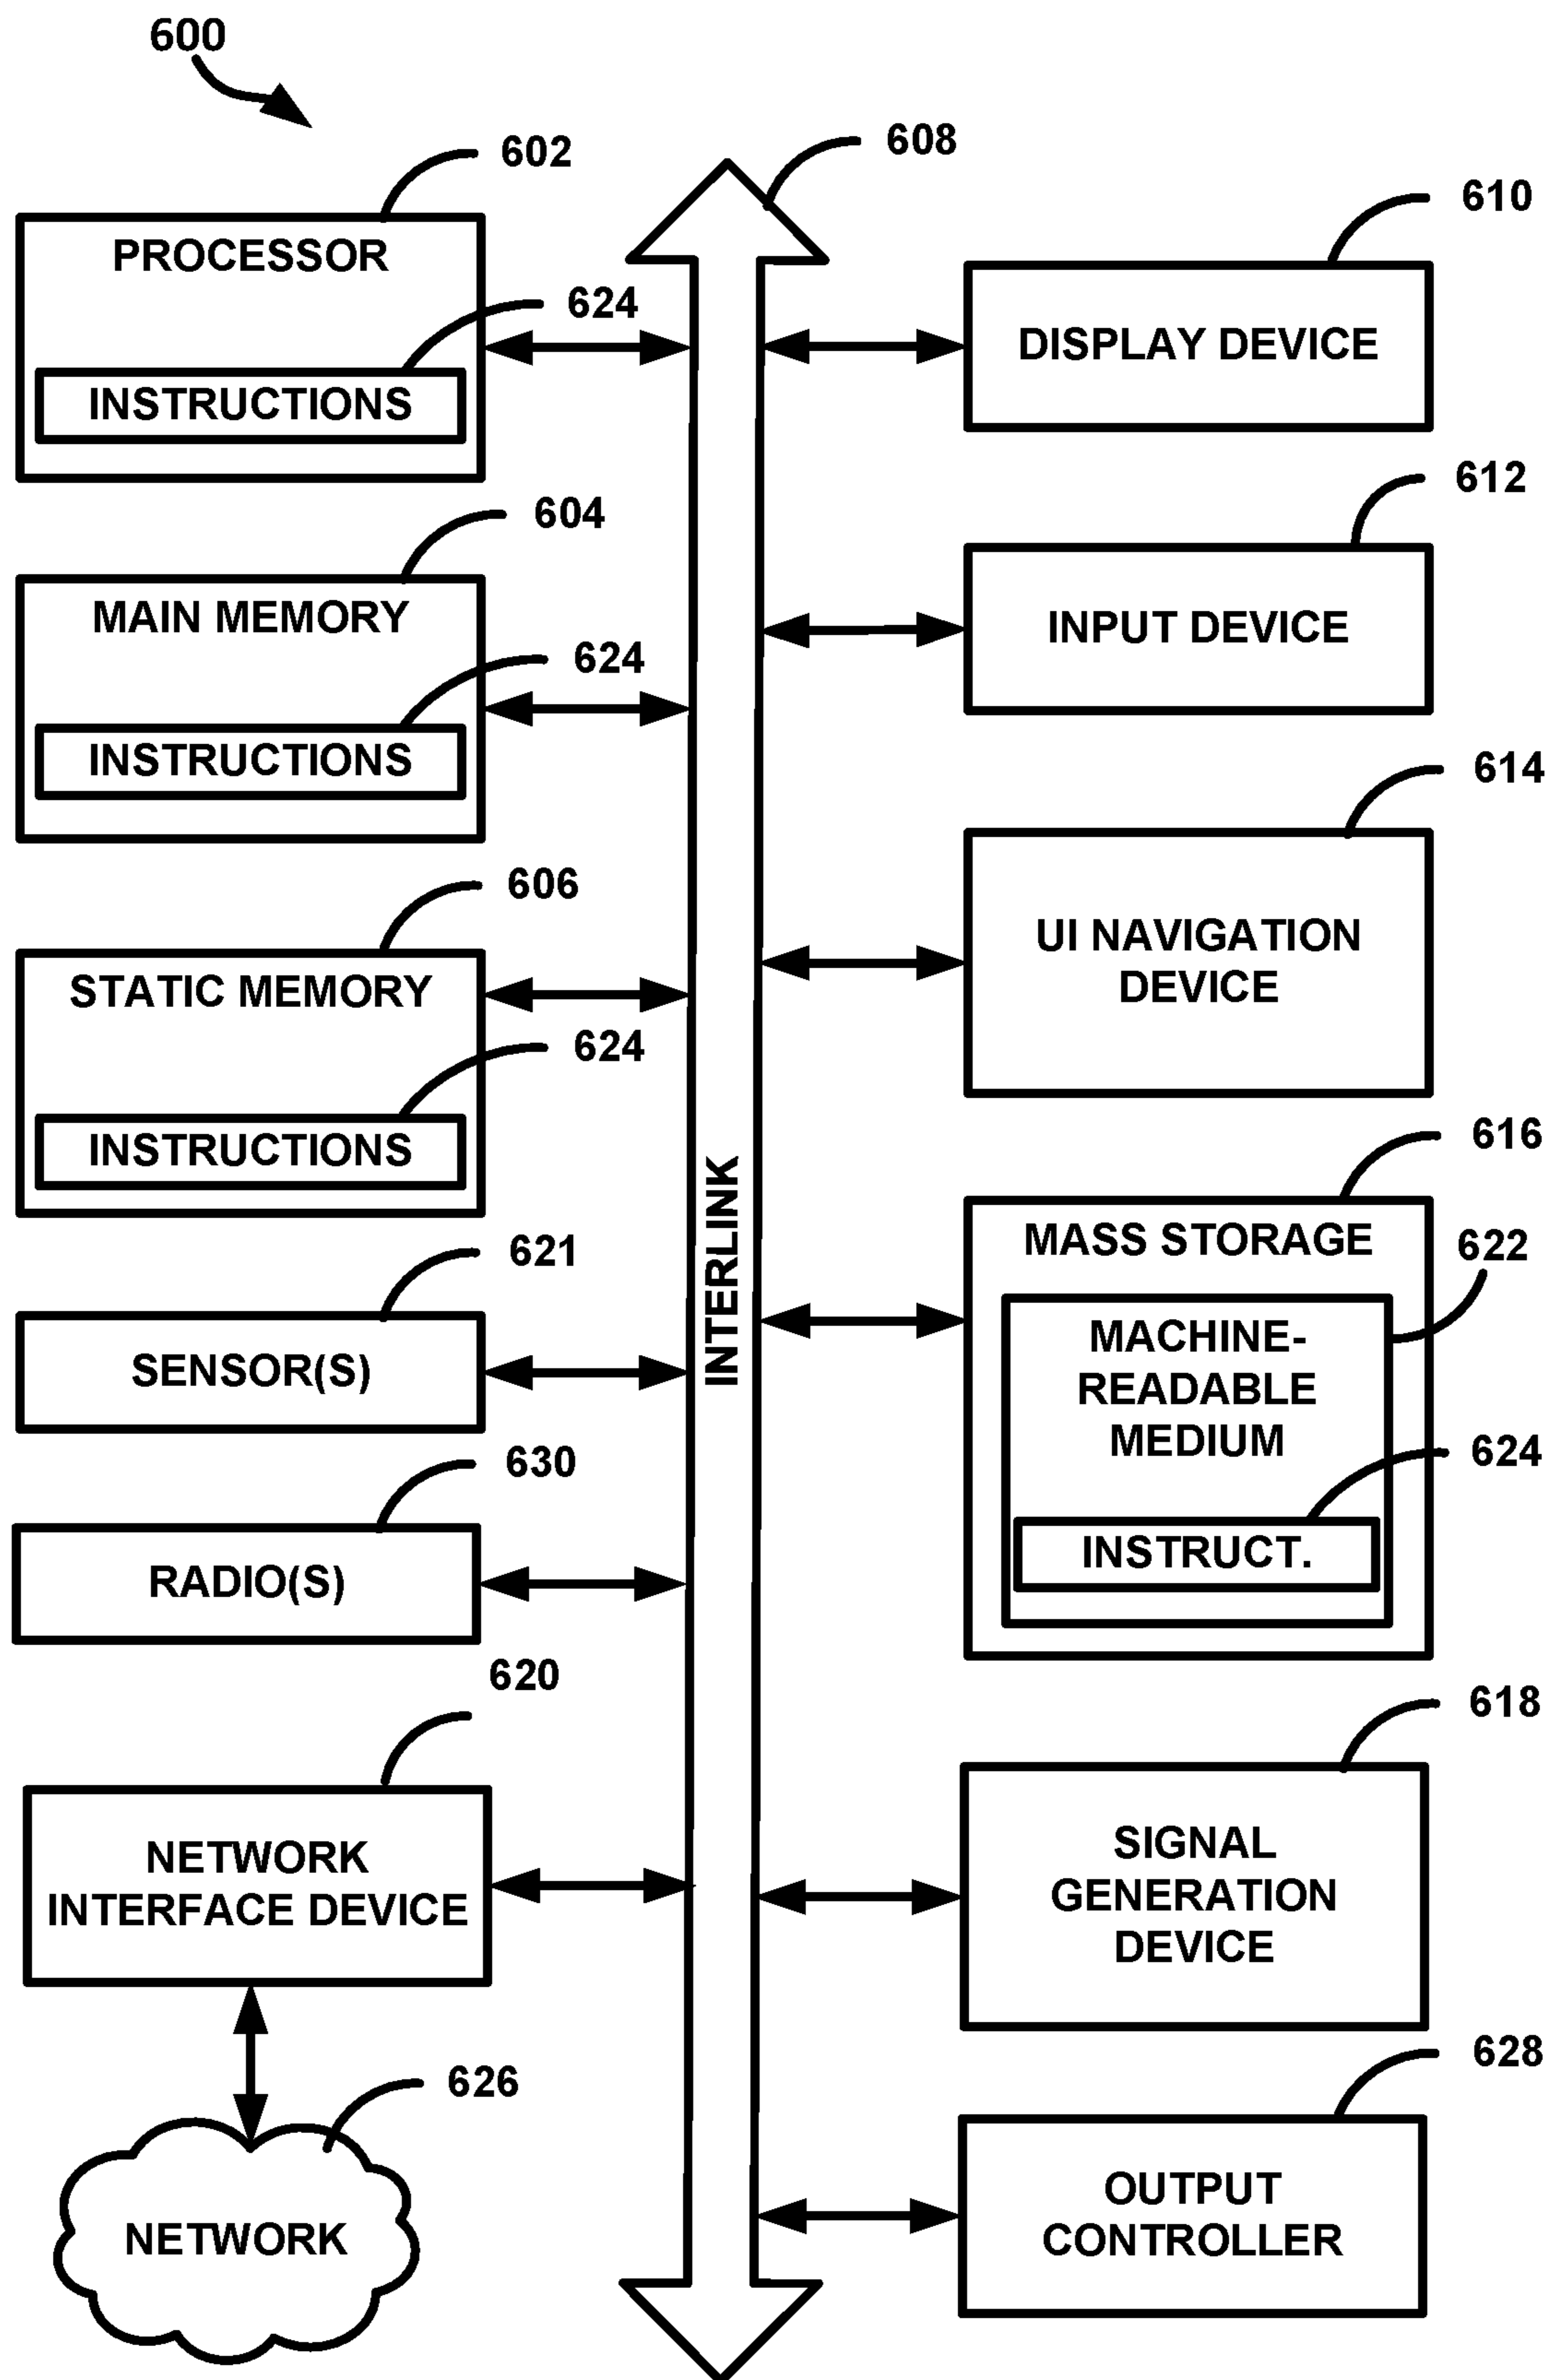 600
608
602
PROCESSOR
624
INSTRUCTIONS
604
MAIN MEMORY
624
INSTRUCTIONS
606
STATIC MEMORY
624
INSTRUCTIONS
621
SENSOR(S)
630
RADIO(S)
620
NETWORK
INTERFACE DEVICE
626
NETWORK
INTERLINK
610
DISPLAY DEVICE
612
INPUT DEVICE
614
UI NAVIGATION
DEVICE
616
MASS STORAGE
622
MACHINE-
READABLE
MEDIUM
624
INSTRUCT.
618
SIGNAL
GENERATION
DEVICE
628
OUTPUT
CONTROLLER